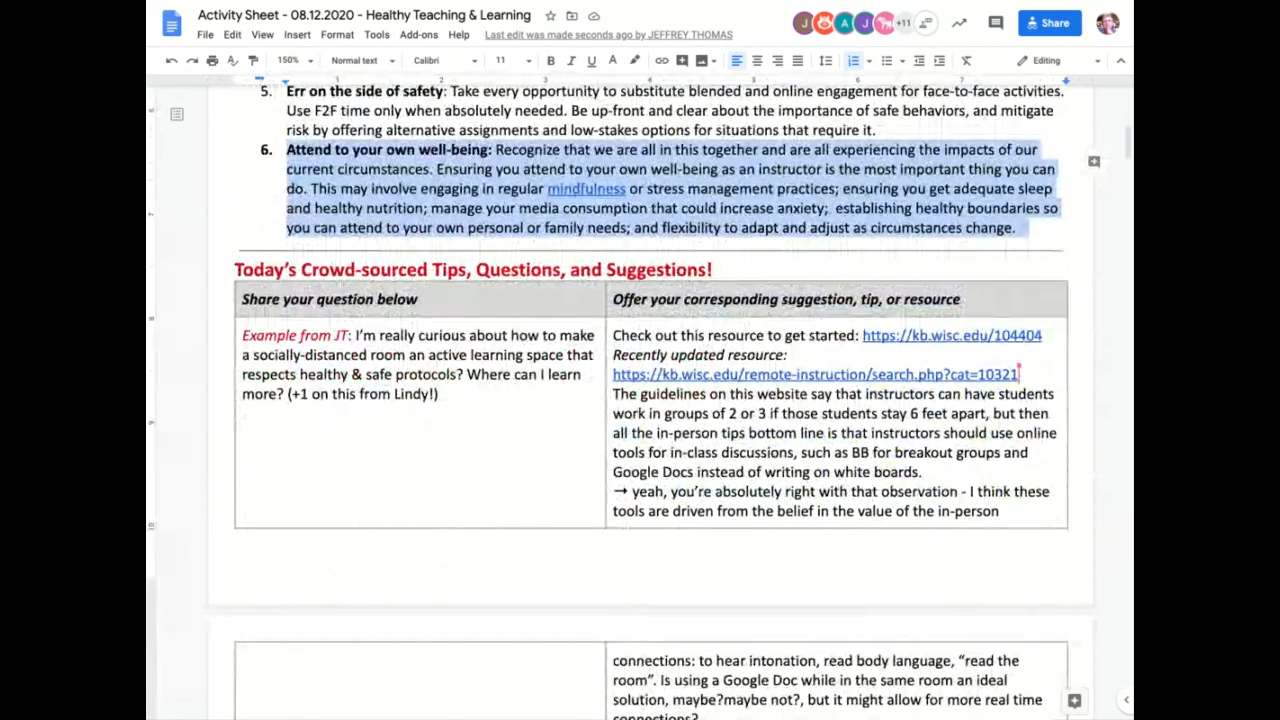 Activity Sheet - 08.12.2020 - Healthy Teaching & Learning
File Edit View Insert Format Tools Add-ons Help Last edit was made seconds ago by JEFFREY THOMAS
J A J +11 Share
150% Normal text Calibri 11 B I U A Editing
1 2 3 4 5 6 7
5. Err on the side of safety: Take every opportunity to substitute blended and online engagement for face-to-face activities.
Use F2F time only when absolutely needed. Be up-front and clear about the importance of safe behaviors, and mitigate
risk by offering alternative assignments and low-stakes options for situations that require it.
6. Attend to your own well-being: Recognize that we are all in this together and are all experiencing the impacts of our
current circumstances. Ensuring you attend to your own well-being as an instructor is the most important thing you can
do. This may involve engaging in regular mindfulness or stress management practices; ensuring you get adequate sleep
and healthy nutrition; manage your media consumption that could increase anxiety; establishing healthy boundaries so
you can attend to your own personal or family needs; and flexibility to adapt and adjust as circumstances change.
Today's Crowd-sourced Tips, Questions, and Suggestions!
Share your question below
Offer your corresponding suggestion, tip, or resource
Example from JT: I'm really curious about how to make
a socially-distanced room an active learning space that
respects healthy & safe protocols? Where can I learn
more? (+1 on this from Lindy!)
Check out this resource to get started: https://kb.wisc.edu/104404
Recently updated resource:
https://kb.wisc.edu/remote-instruction/search.php?cat=10321
The guidelines on this website say that instructors can have students
work in groups of 2 or 3 if those students stay 6 feet apart, but then
all the in-person tips bottom line is that instructors should use online
tools for in-class discussions, such as BB for breakout groups and
Google Docs instead of writing on white boards.
→ yeah, you're absolutely right with that observation - I think these
tools are driven from the belief in the value of the in-person
connections: to hear intonation, read body language, "read the
room". Is using a Google Doc while in the same room an ideal
solution, maybe?maybe not?, but it might allow for more real time
connections?